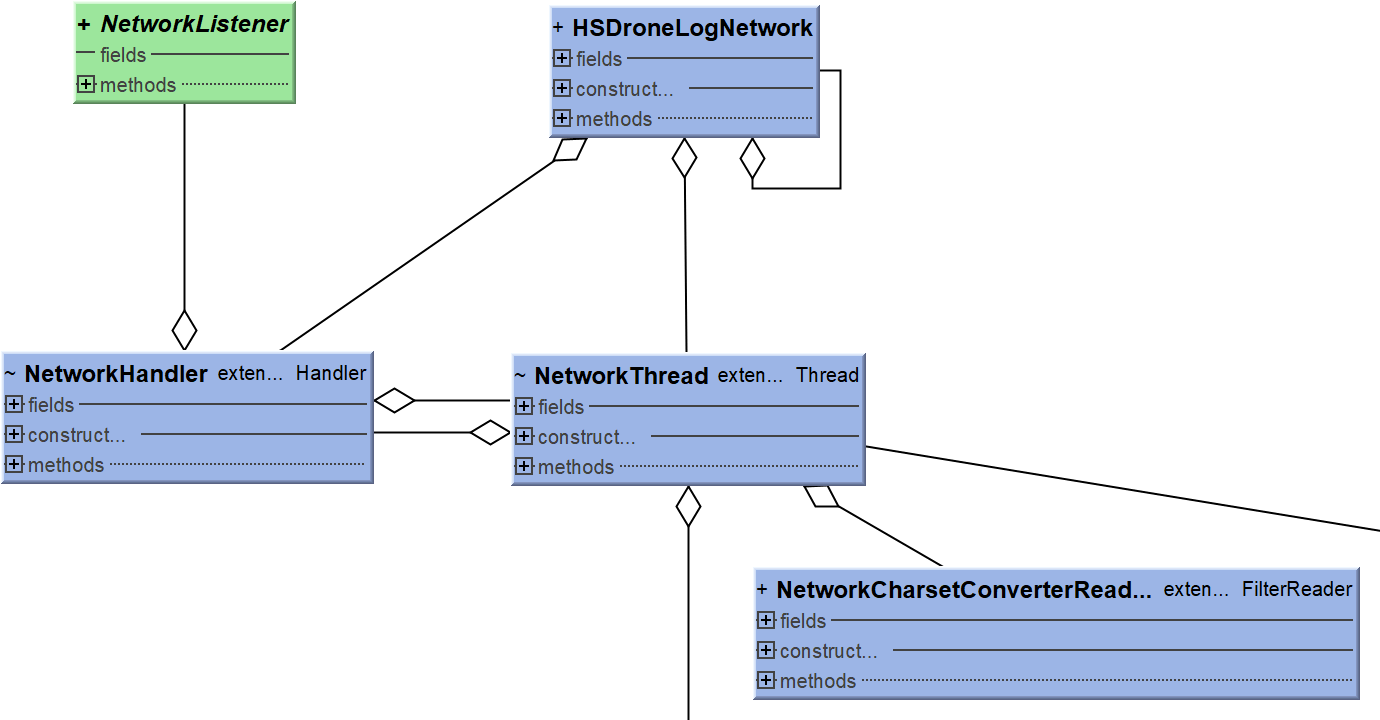 + NetworkListener
fields
methods
+ HSDroneLogNetwork
fields
construct...
methods
~ NetworkHandler exten... Handler
fields
construct...
methods
~ NetworkThread exten... Thread
fields
construct...
methods
+ NetworkCharsetConverterRead... exten... FilterReader
fields
construct...
methods